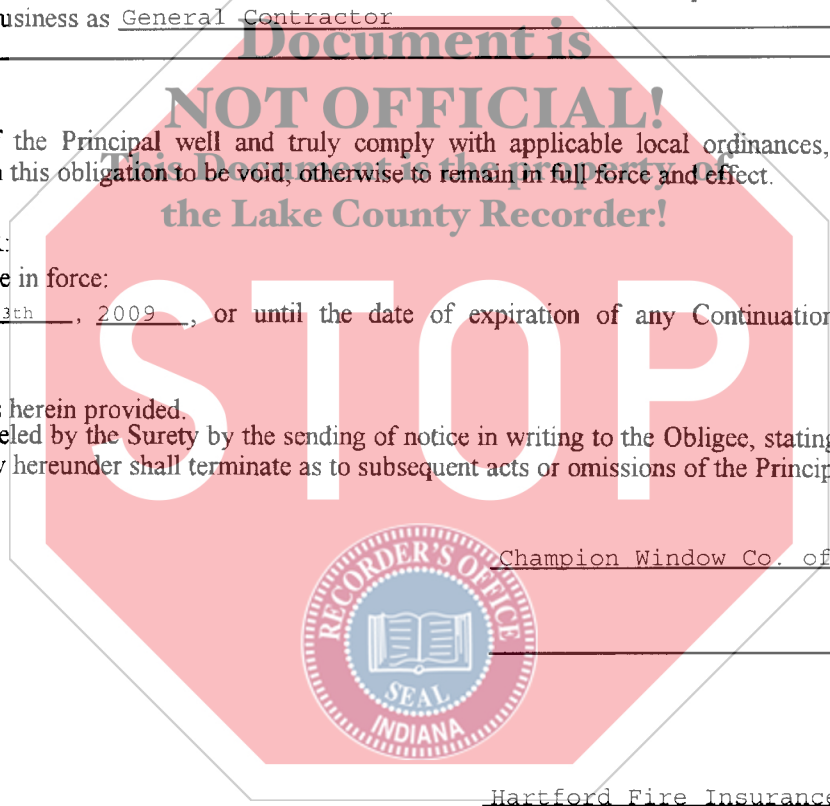 usiness as General Contractor
Document is
NOT OFFICIAL!
the Principal well and truly comply with applicable local ordinances,
This Document is the property of
this obligation to be void; otherwise to remain in full force and effect.
the Lake County Recorder!
e in force:
3th, 2009, or until the date of expiration of any Continuation
STOP
herein provided.
eled by the Surety by the sending of notice in writing to the Obligee, stating
hereunder shall terminate as to subsequent acts or omissions of the Princip
Champion Window Co. of
RECORDER'S OFFICE
SEAL
INDIANA
Hartford Fire Insurance